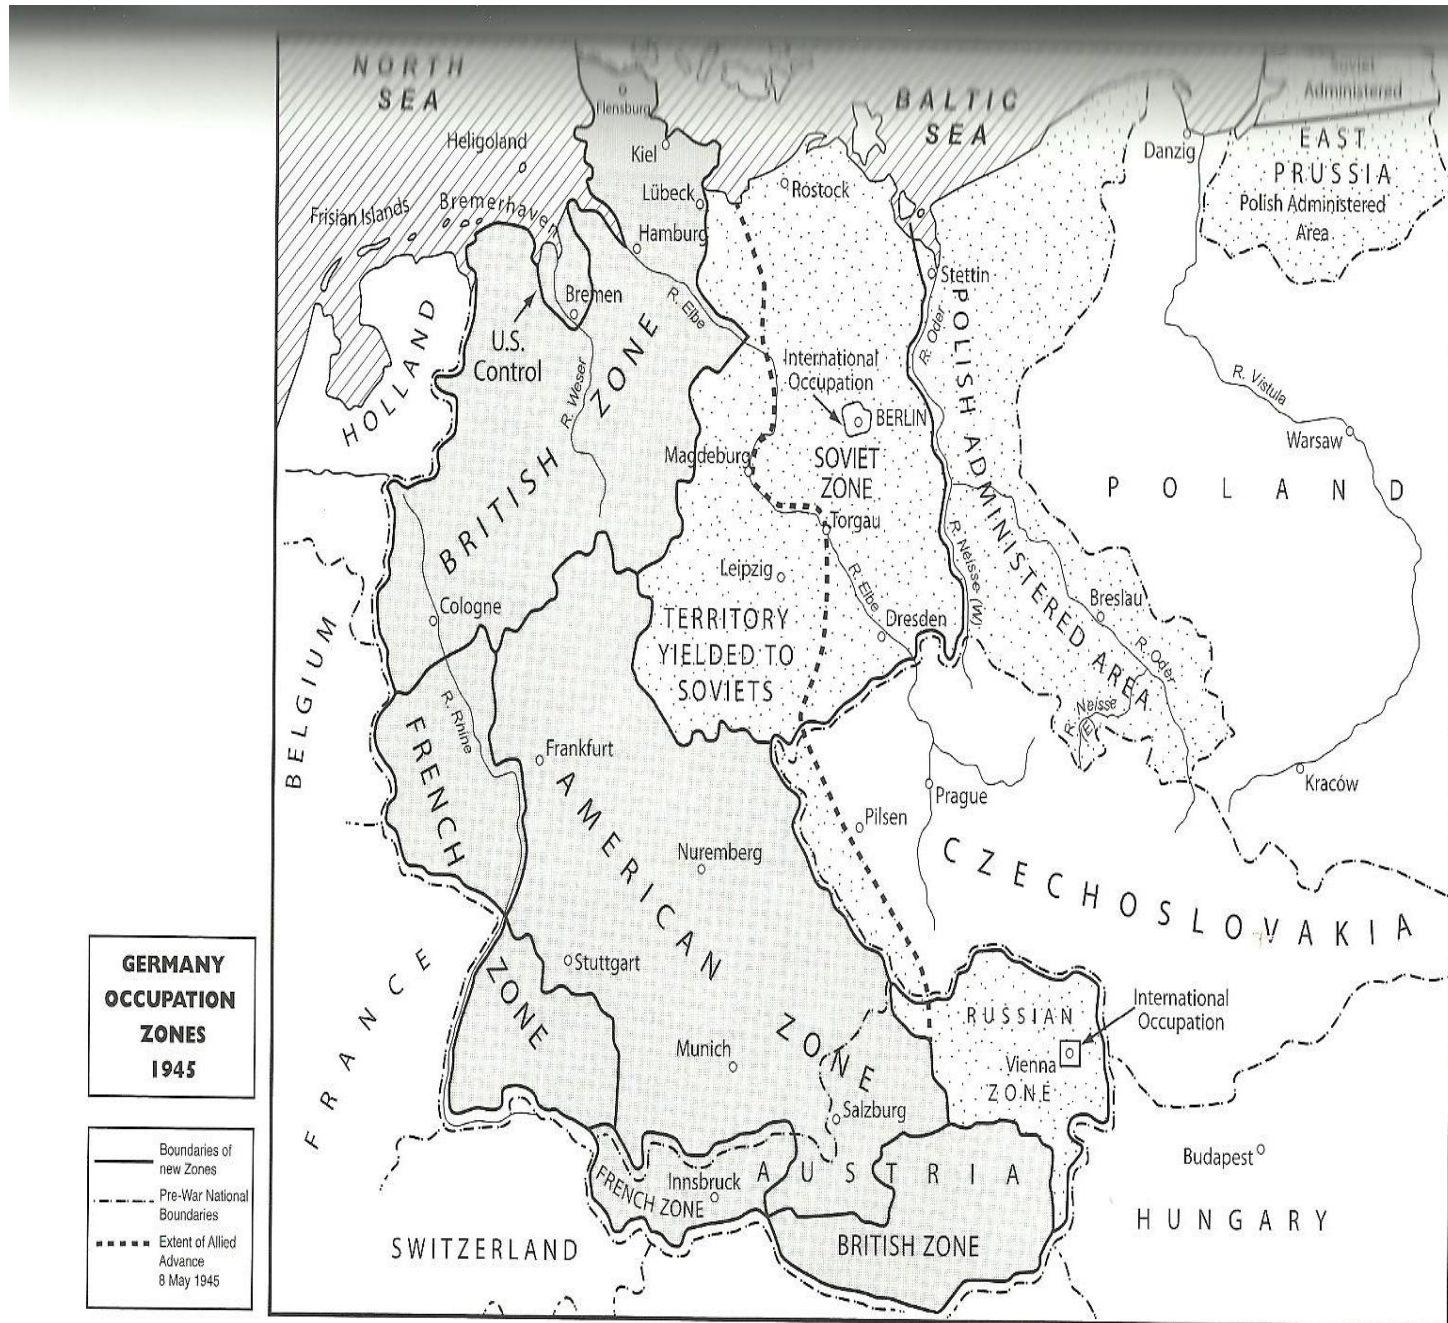 NORTH
SEA
Flensburg
BALTIC
SEA
Soviet
Administered
EAST
PRUSSIA
Polish Administered
Area
Danzig
Heligoland
Kiel
Lübeck
Rostock
Frisian Islands
Bremerhaven
Hamburg
Stettin
Bremen
R. Elbe
R. Oder
POLISH ADMINISTERED AREA
HOLLAND
U.S.
Control
R. Weser
BRITISH ZONE
International
Occupation
BERLIN
R. Vistula
Warsaw
Magdeburg
SOVIET
ZONE
POLAND
Torgau
R. Neisse (W)
Leipzig
R. Elbe
Dresden
Breslau
R. Oder
R. Neisse
(E)
Cologne
TERRITORY
YIELDED TO
SOVIETS
BELGIUM
R. Rhine
FRENCH
ZONE
Frankfurt
AMERICAN
ZONE
Prague
Pilsen
Kraców
Nuremberg
CZECHOSLOVAKIA
FRANCE
Stuttgart
Munich
RUSSIAN
Vienna
ZONE
International
Occupation
Salzburg
AUSTRIA
FRENCH ZONE
Innsbruck
BRITISH ZONE
Budapest
HUNGARY
SWITZERLAND
GERMANY
OCCUPATION
ZONES
1945
Boundaries of
new Zones
Pre-War National
Boundaries
Extent of Allied
Advance
8 May 1945